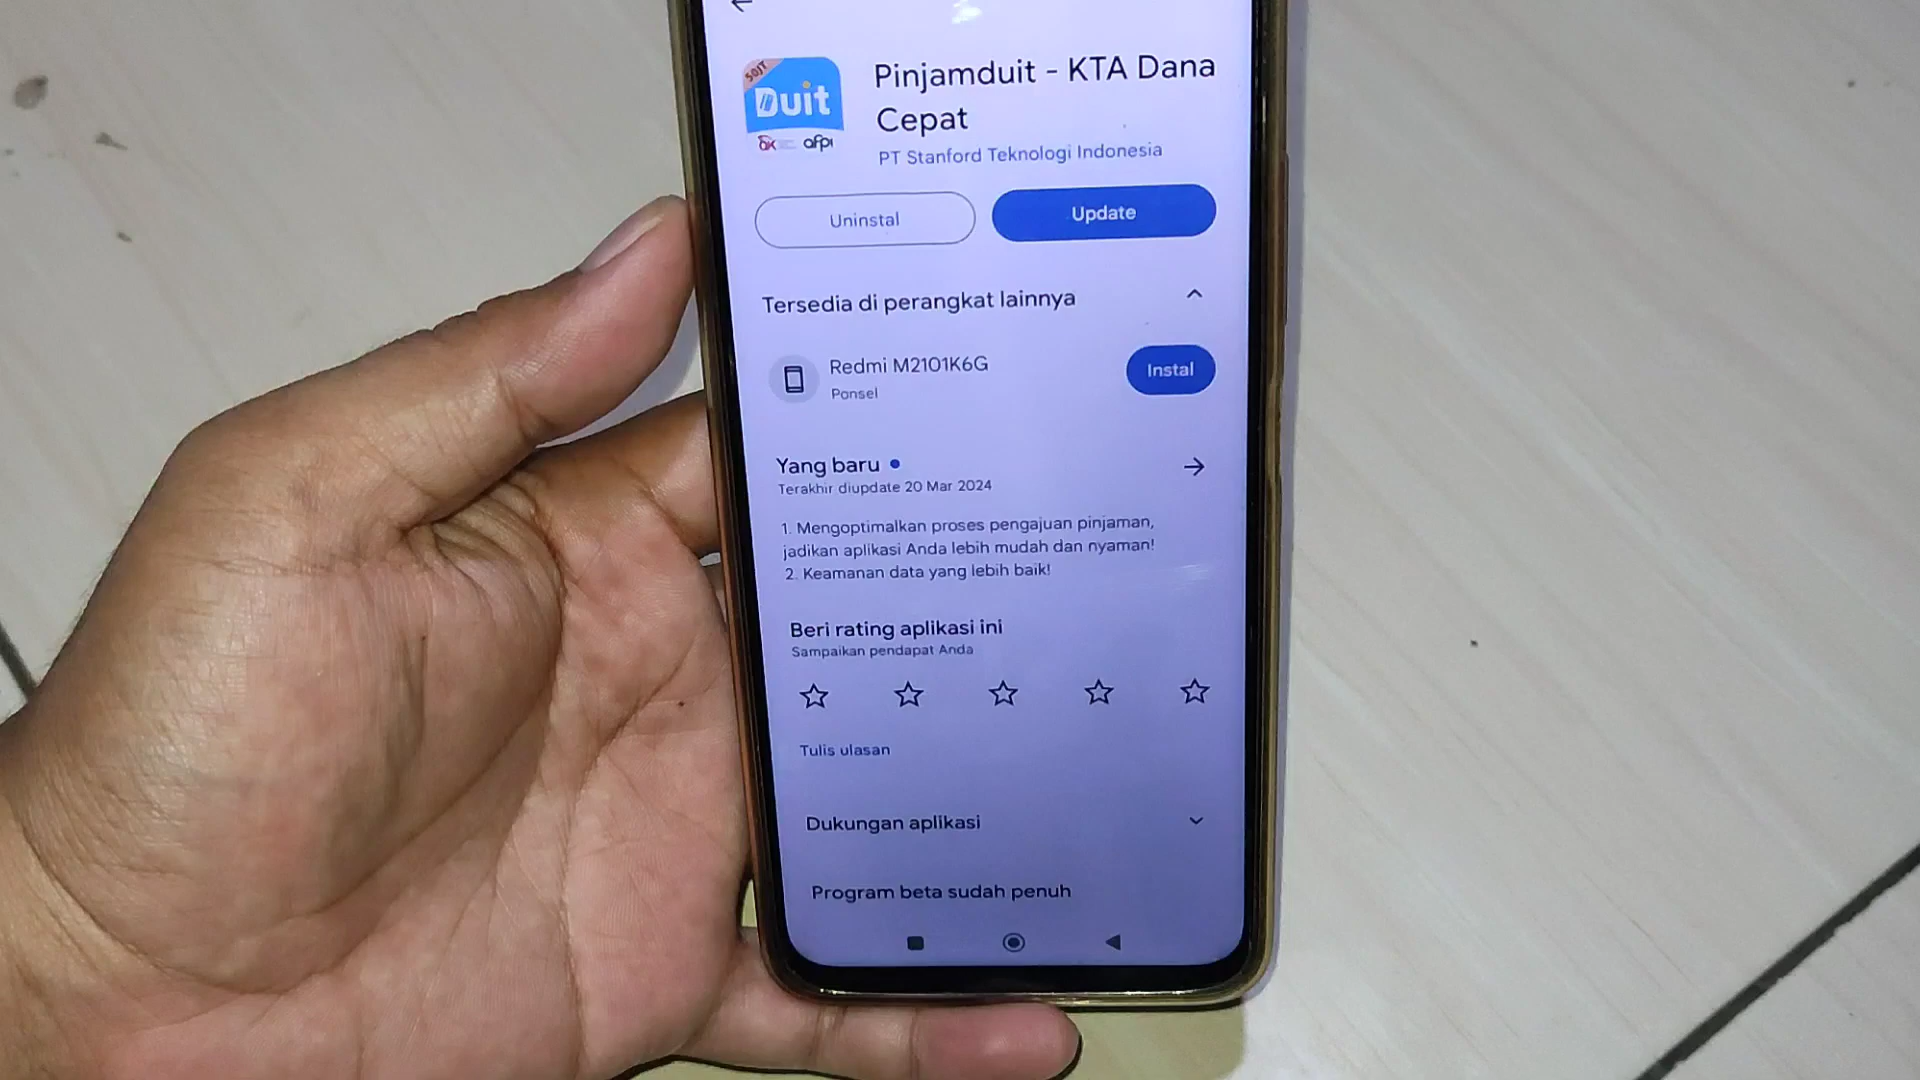 50JT
Duit
afpi
Pinjamduit - KTA Dana
Cepat
PT Stanford Teknologi Indonesia
Uninstal
Update
Tersedia di perangkat lainnya
Redmi M2101K6G
Ponsel
Instal
Yang baru
Terakhir diupdate 20 Mar 2024
1. Mengoptimalkan proses pengajuan pinjaman,
jadikan aplikasi Anda lebih mudah dan nyaman!
2. Keamanan data yang lebih baik!
Beri rating aplikasi ini
Sampaikan pendapat Anda
Tulis ulasan
Dukungan aplikasi
Program beta sudah penuh